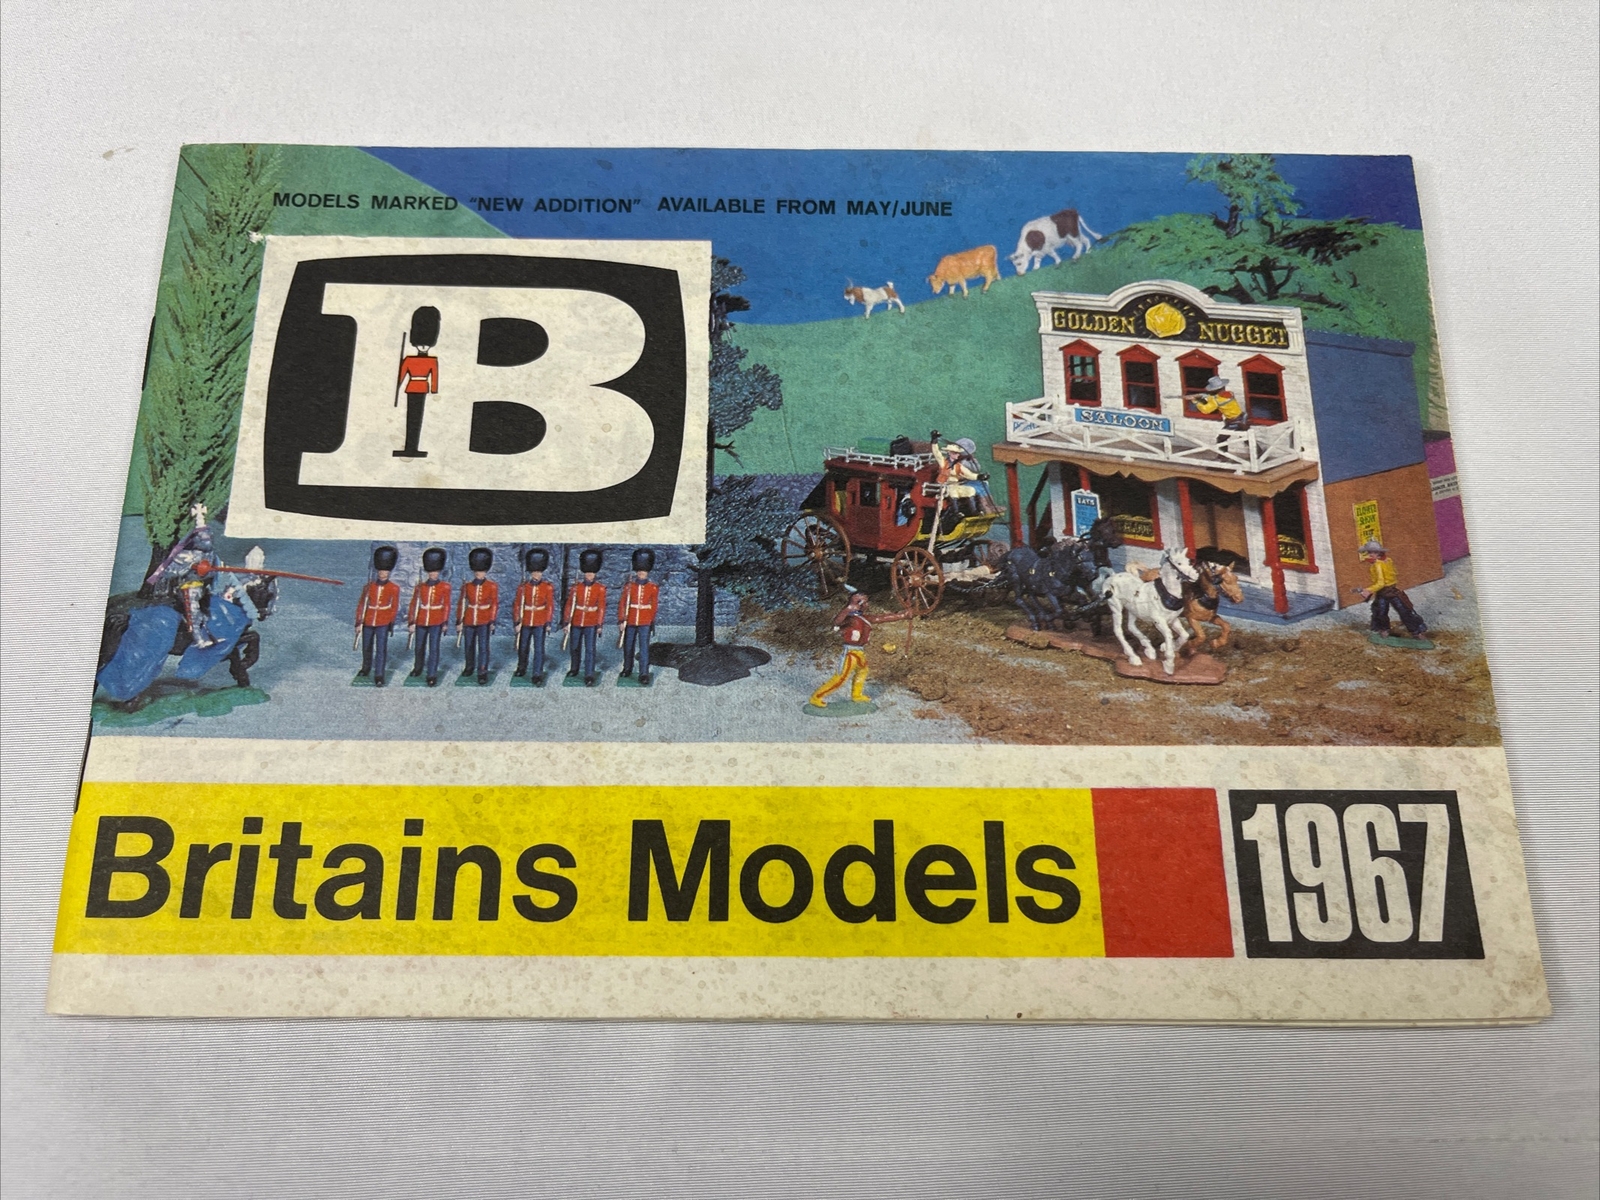 MODELS MARKED "NEW ADDITION" AVAILABLE FROM MAY/JUNE
B
GOLDEN NUGGET
SALOON
Britains Models
1967